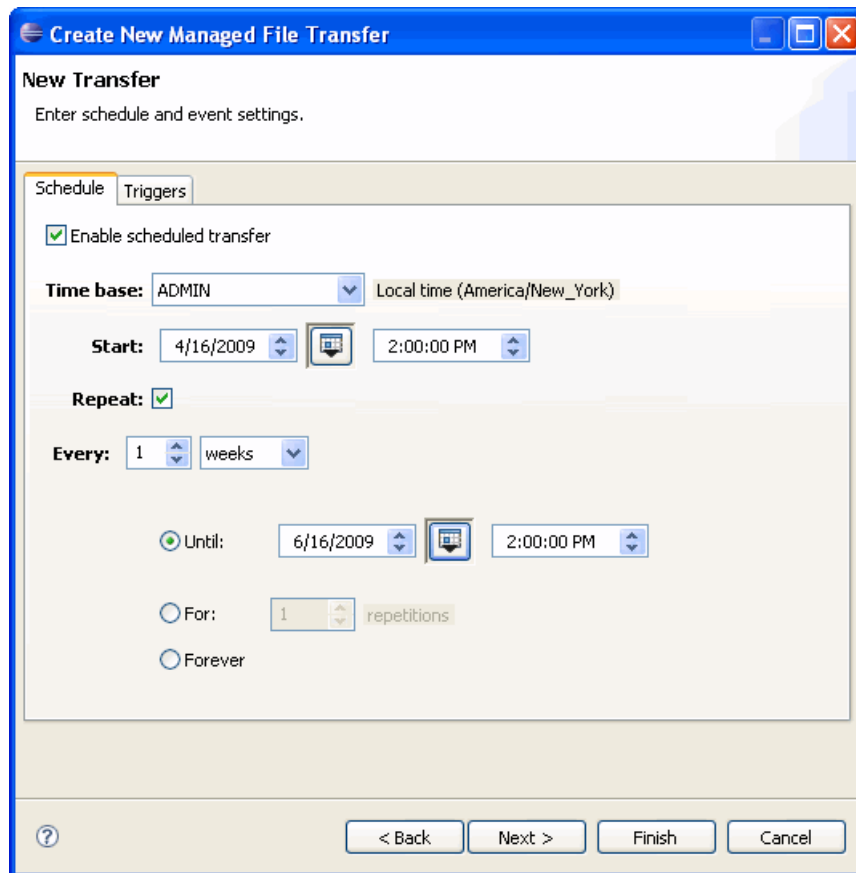 Create New Managed File Transfer
New Transfer
Enter schedule and event settings.
Schedule Triggers
Enable scheduled transfer
Time base: ADMIN Local time (America/New_York)
Start: 4/16/2009 2:00:00 PM
Repeat:
Every: 1 weeks
Until: 6/16/2009 2:00:00 PM
For: 1 repetitions
Forever
? < Back Next > Finish Cancel